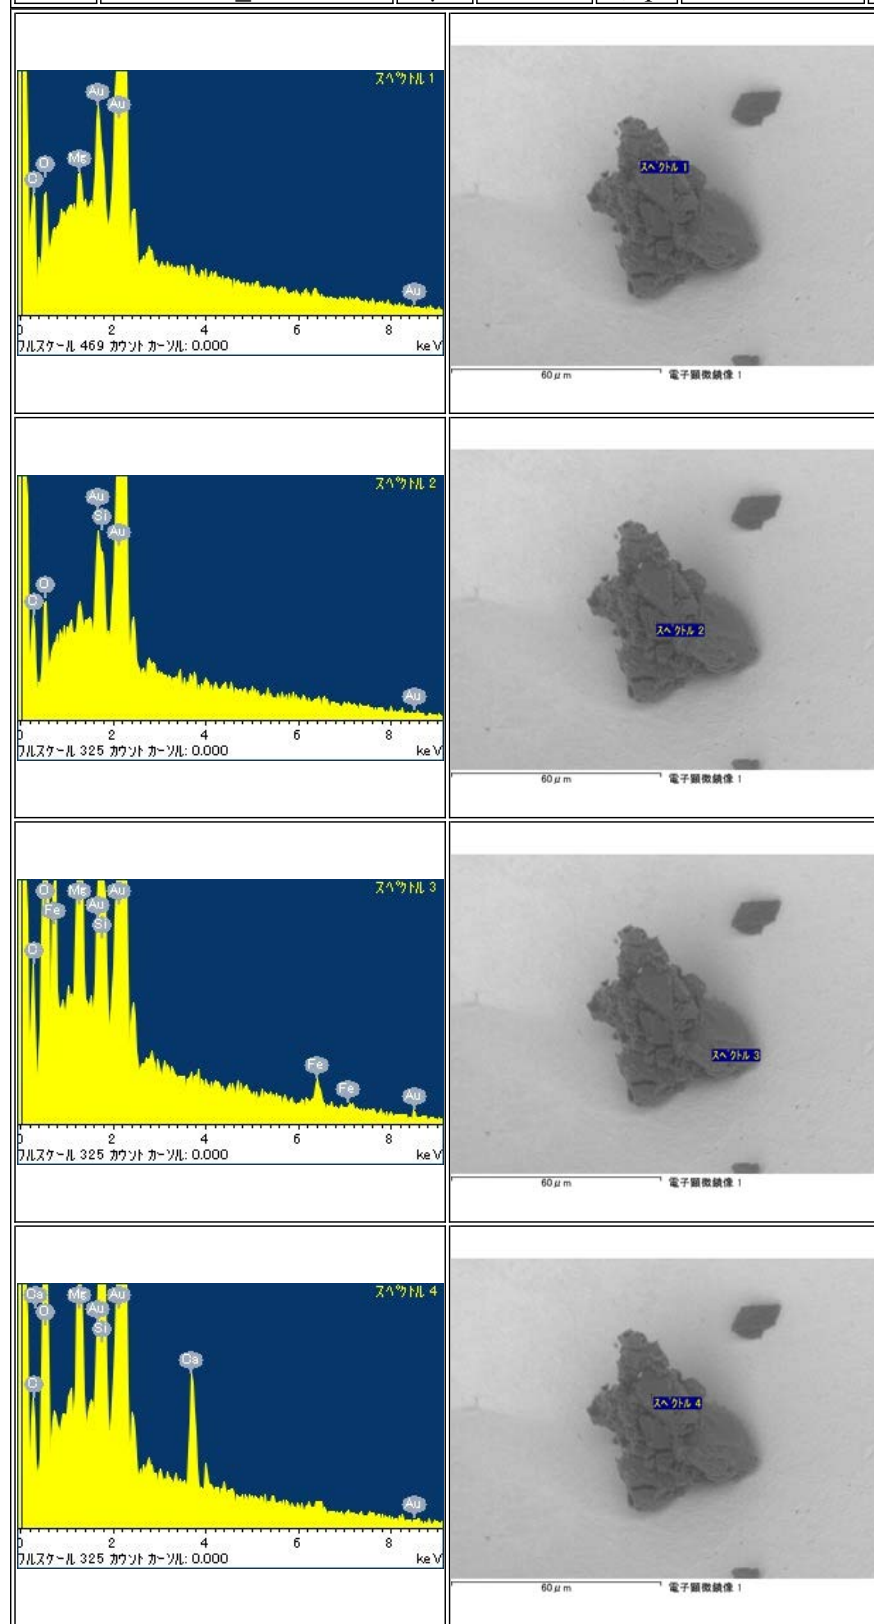 スペクトル 1
Au
Au
Mg
O
C
Au
0 2 4 6 8
フルスケール 469 カウント カーソル: 0.000 keV
スペクトル 1
60μm 電子顕微鏡像 1
スペクトル 2
Au
Si
Au
O
C
Au
0 2 4 6 8
フルスケール 325 カウント カーソル: 0.000 keV
スペクトル 2
60μm 電子顕微鏡像 1
スペクトル 3
O Mg Au
Au
Fe
Si
C
Fe
Fe
Au
0 2 4 6 8
フルスケール 325 カウント カーソル: 0.000 keV
スペクトル 3
60μm 電子顕微鏡像 1
スペクトル 4
Ca Mg Au
Au
O
Si
Ca
C
Au
0 2 4 6 8
フルスケール 325 カウント カーソル: 0.000 keV
スペクトル 4
60μm 電子顕微鏡像 1